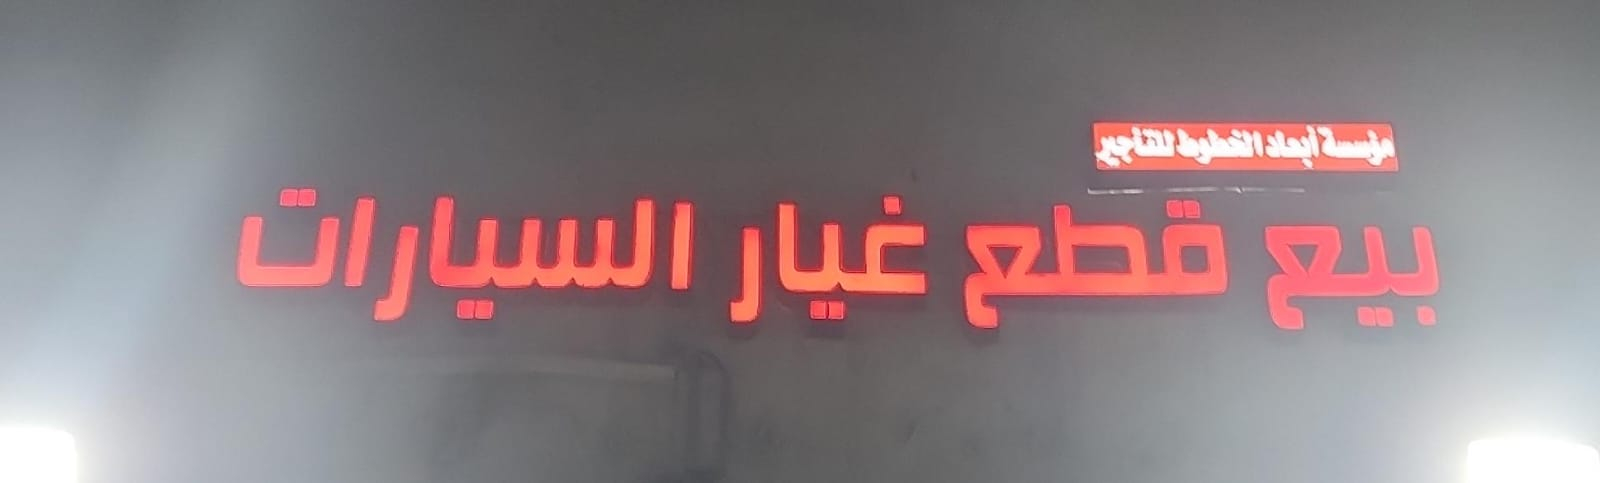 مؤسسة أبعاد الخطوط للتأجير
بيع قطع غيار السيارات